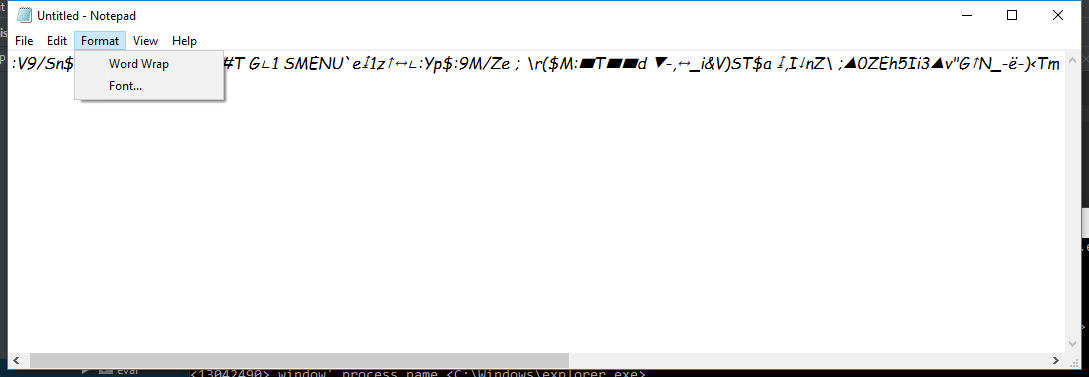 Untitled - Notepad
File Edit Format View Help
:V9/Sn$ #T G∟1 SMENU`e↨1z↑↔∟:Yp$:9M/Ze ; \r($M:■T■■d ▼-,↔_i&V)ST$a ↨,I↓nZ\ ;▲0ZEh5Ii3▲v"G↑N_-ë-)<Tm
Word Wrap
Font...
eval
<13042490> window' process name <C:\Windows\explorer.exe>